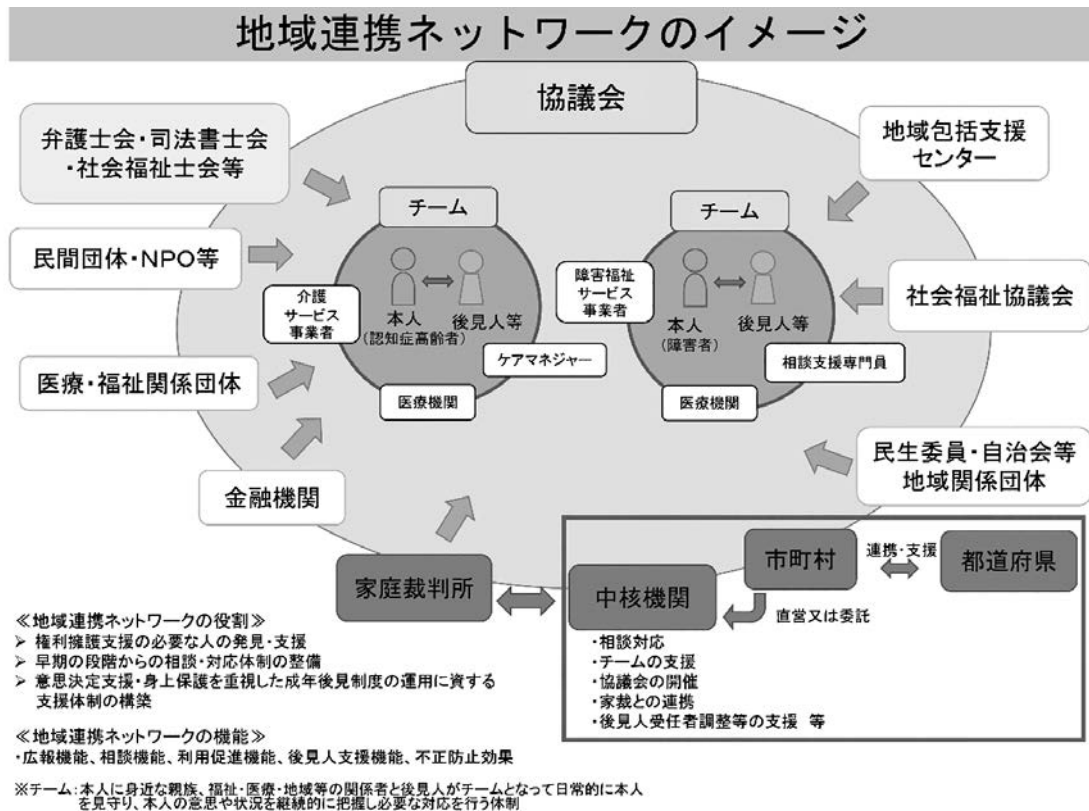 地域連携ネットワークのイメージ
協議会
弁護士会・司法書士会
・社会福祉士会等
民間団体・NPO等
医療・福祉関係団体
金融機関
地域包括支援
センター
社会福祉協議会
民生委員・自治会等
地域関係団体
チーム
介護
サービス
事業者
本人
(認知症高齢者)
後見人等
ケアマネジャー
医療機関
チーム
障害福祉
サービス
事業者
本人
(障害者)
後見人等
相談支援専門員
医療機関
家庭裁判所
中核機関
市町村
連携・支援
都道府県
直営又は委託
・相談対応
・チームの支援
・協議会の開催
・家裁との連携
・後見人受任者調整等の支援 等
≪地域連携ネットワークの役割≫
➢ 権利擁護支援の必要な人の発見・支援
➢ 早期の段階からの相談・対応体制の整備
➢ 意思決定支援・身上保護を重視した成年後見制度の運用に資する
支援体制の構築
≪地域連携ネットワークの機能≫
・広報機能、相談機能、利用促進機能、後見人支援機能、不正防止効果
※チーム：本人に身近な親族、福祉・医療・地域等の関係者と後見人がチームとなって日常的に本人
を見守り、本人の意思や状況を継続的に把握し必要な対応を行う体制